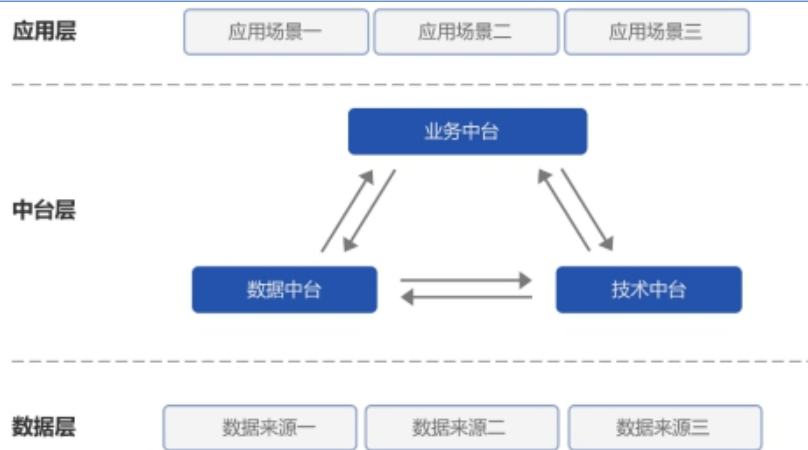 应用层
应用场景一 应用场景二 应用场景三
业务中台
中台层
数据中台 技术中台
数据层
数据来源一 数据来源二 数据来源三